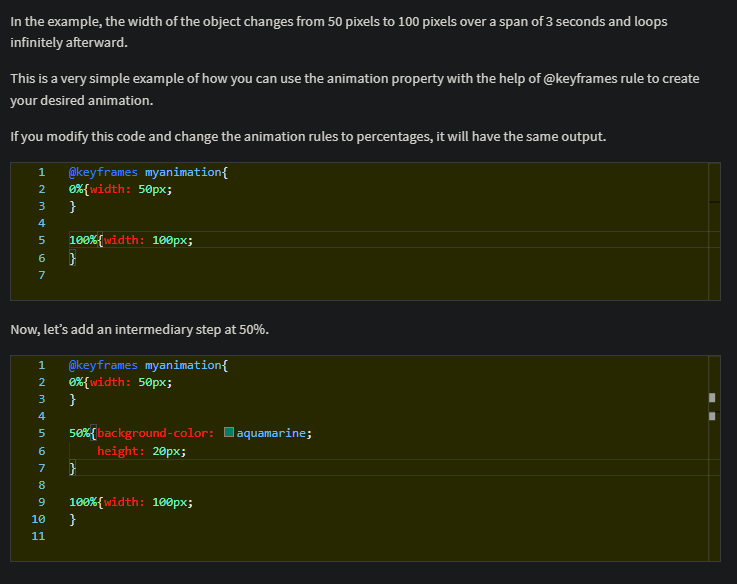 In the example, the width of the object changes from 50 pixels to 100 pixels over a span of 3 seconds and loops
infinitely afterward.
This is a very simple example of how you can use the animation property with the help of @keyframes rule to create
your desired animation.
If you modify this code and change the animation rules to percentages, it will have the same output.
1 @keyframes myanimation{
2 0%{width: 50px;
3 }
4
5 100%{width: 100px;
6 }
7
Now, let's add an intermediary step at 50%.
1 @keyframes myanimation{
2 0%{width: 50px;
3 }
4
5 50%{background-color: aquamarine;
6 height: 20px;
7 }
8
9 100%{width: 100px;
10 }
11